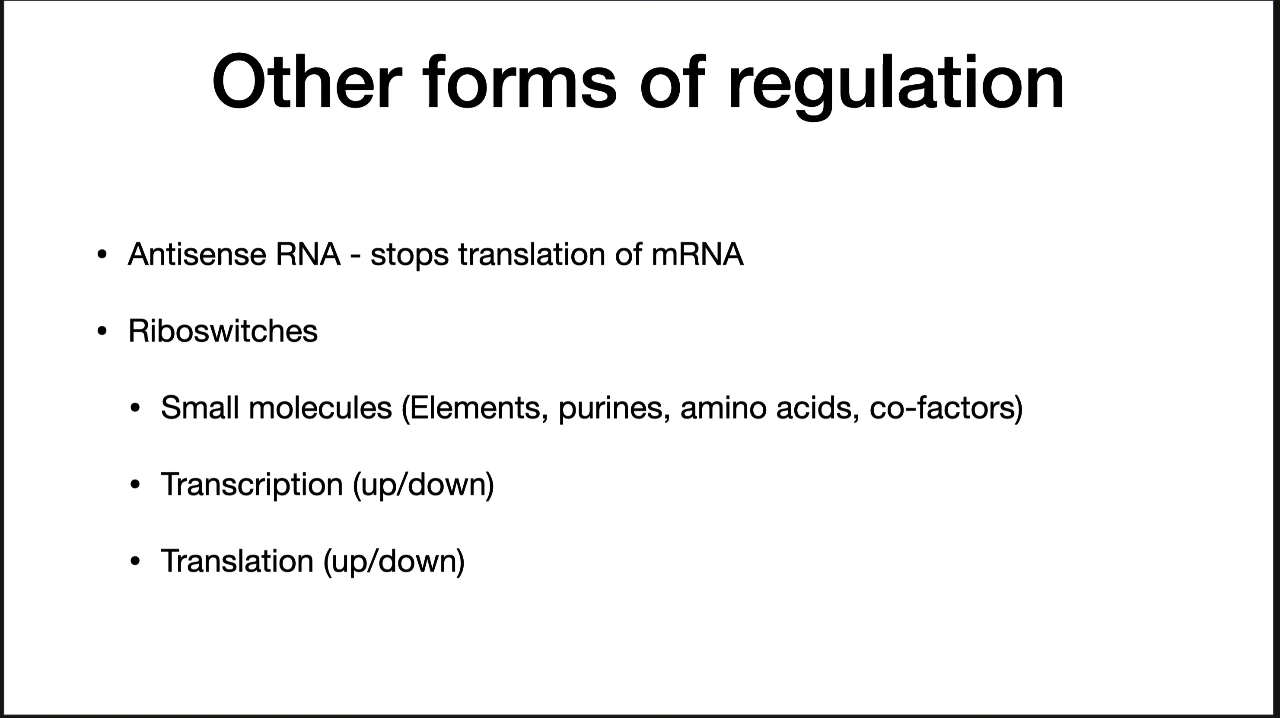 Other forms of regulation
• Antisense RNA - stops translation of mRNA
• Riboswitches
• Small molecules (Elements, purines, amino acids, co-factors)
• Transcription (up/down)
• Translation (up/down)